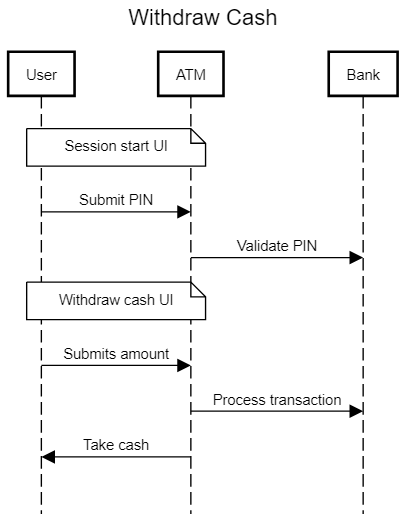 Withdraw Cash
User
ATM
Bank
Session start UI
Submit PIN
Validate PIN
Withdraw cash UI
Submits amount
Process transaction
Take cash